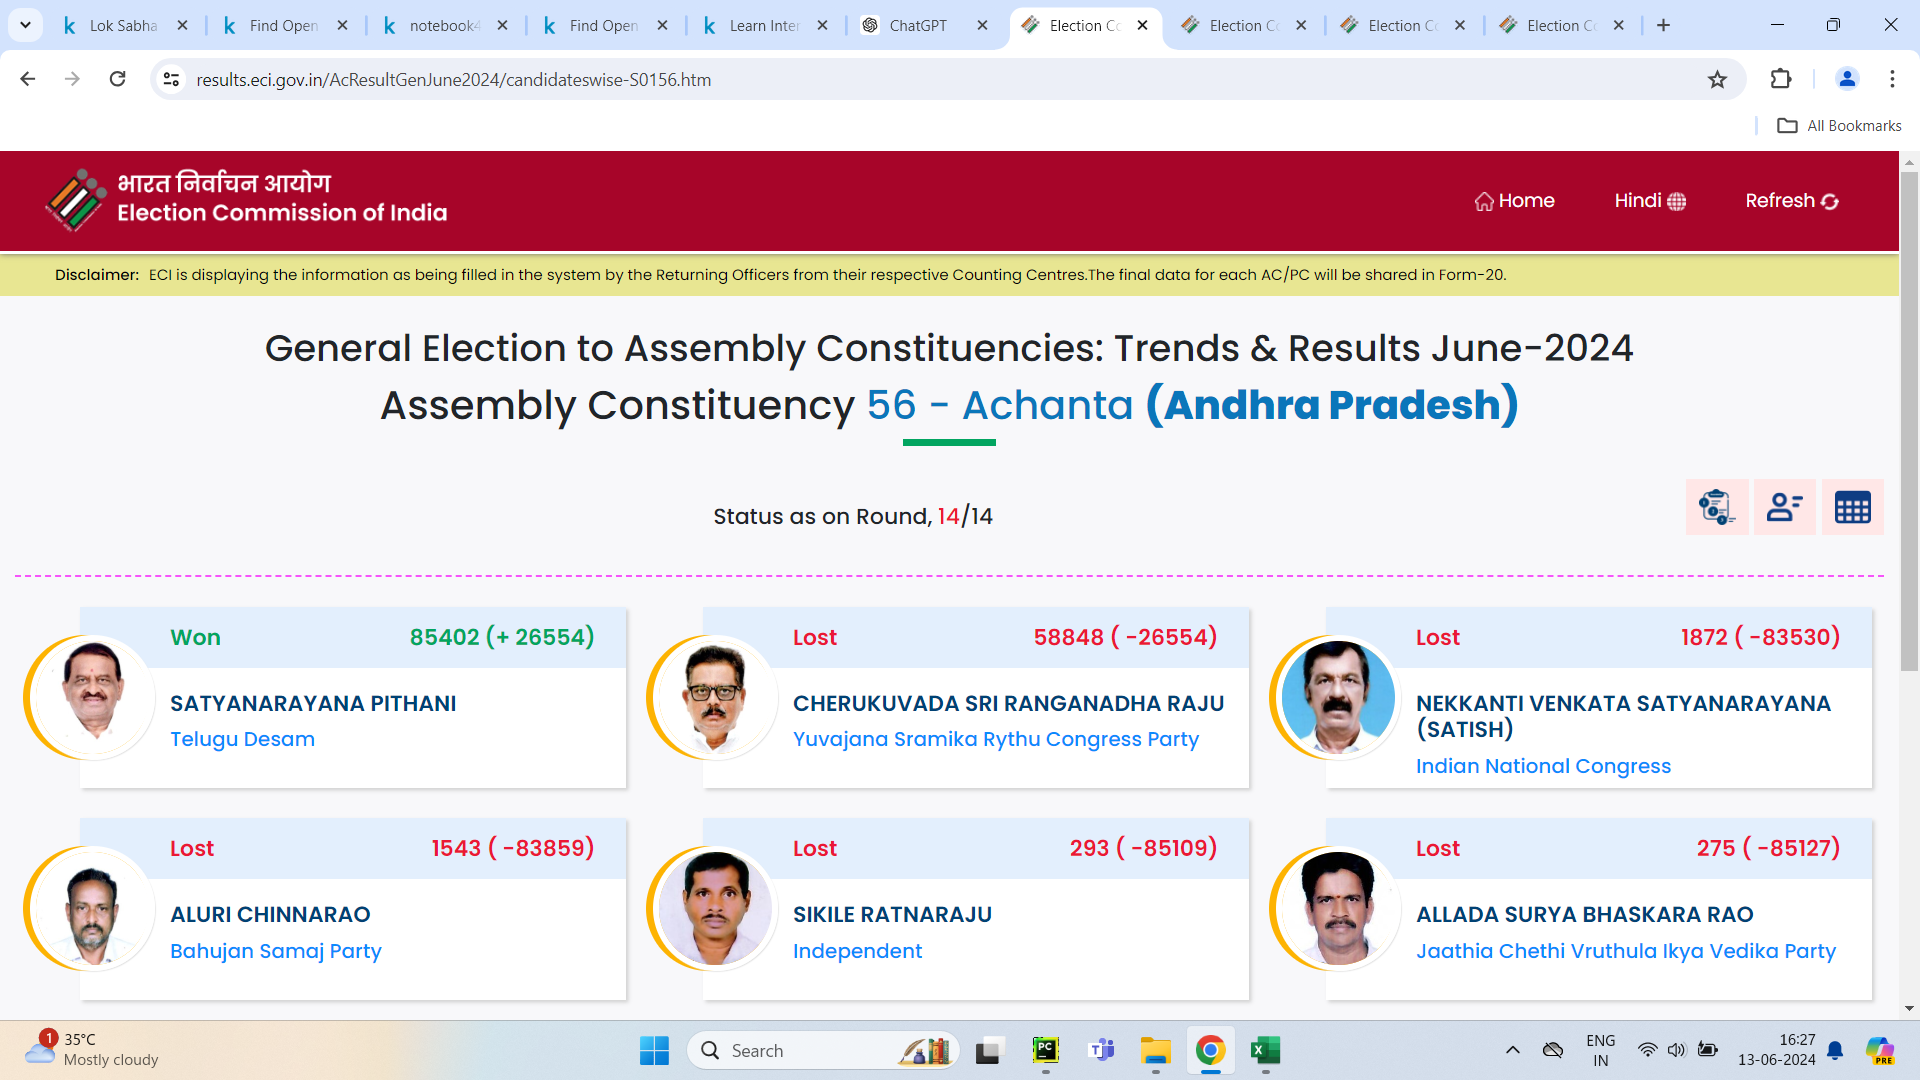 Lok Sabha
Find Open
notebook4
Find Open
Learn Inter
ChatGPT
Election Co
Election Co
Election Co
Election Co
results.eci.gov.in/AcResultGenJune2024/candidateswise-S0156.htm
All Bookmarks
भारत निर्वाचन आयोग
Election Commission of India
Home
Hindi
Refresh
Disclaimer: ECI is displaying the information as being filled in the system by the Returning Officers from their respective Counting Centres.The final data for each AC/PC will be shared in Form-20.
General Election to Assembly Constituencies: Trends & Results June-2024
Assembly Constituency 56 - Achanta (Andhra Pradesh)
Status as on Round, 14/14
Won 85402 (+ 26554)
SATYANARAYANA PITHANI
Telugu Desam
Lost 58848 ( -26554)
CHERUKUVADA SRI RANGANADHA RAJU
Yuvajana Sramika Rythu Congress Party
Lost 1872 ( -83530)
NEKKANTI VENKATA SATYANARAYANA
(SATISH)
Indian National Congress
Lost 1543 ( -83859)
ALURI CHINNARAO
Bahujan Samaj Party
Lost 293 ( -85109)
SIKILE RATNARAJU
Independent
Lost 275 ( -85127)
ALLADA SURYA BHASKARA RAO
Jaathia Chethi Vruthula Ikya Vedika Party
1
35°C
Mostly cloudy
Search
PC
PRE
ENG
IN
16:27
13-06-2024